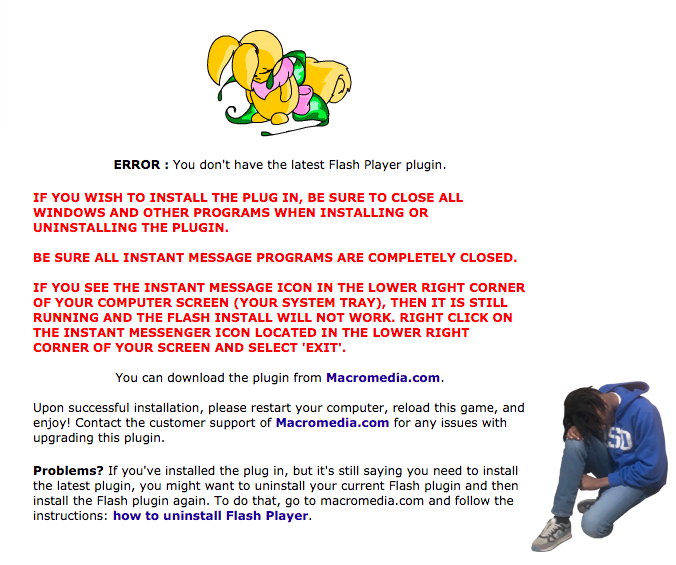 ERROR : You don't have the latest Flash Player plugin.
IF YOU WISH TO INSTALL THE PLUG IN, BE SURE TO CLOSE ALL
WINDOWS AND OTHER PROGRAMS WHEN INSTALLING OR
UNINSTALLING THE PLUGIN.
BE SURE ALL INSTANT MESSAGE PROGRAMS ARE COMPLETELY CLOSED.
IF YOU SEE THE INSTANT MESSAGE ICON IN THE LOWER RIGHT CORNER
OF YOUR COMPUTER SCREEN (YOUR SYSTEM TRAY), THEN IT IS STILL
RUNNING AND THE FLASH INSTALL WILL NOT WORK. RIGHT CLICK ON
THE INSTANT MESSENGER ICON LOCATED IN THE LOWER RIGHT
CORNER OF YOUR SCREEN AND SELECT 'EXIT'.
You can download the plugin from Macromedia.com.
Upon successful installation, please restart your computer, reload this game, and
enjoy! Contact the customer support of Macromedia.com for any issues with
upgrading this plugin.
Problems? If you've installed the plug in, but it's still saying you need to install
the latest plugin, you might want to uninstall your current Flash plugin and then
install the Flash plugin again. To do that, go to macromedia.com and follow the
instructions: how to uninstall Flash Player.
SD